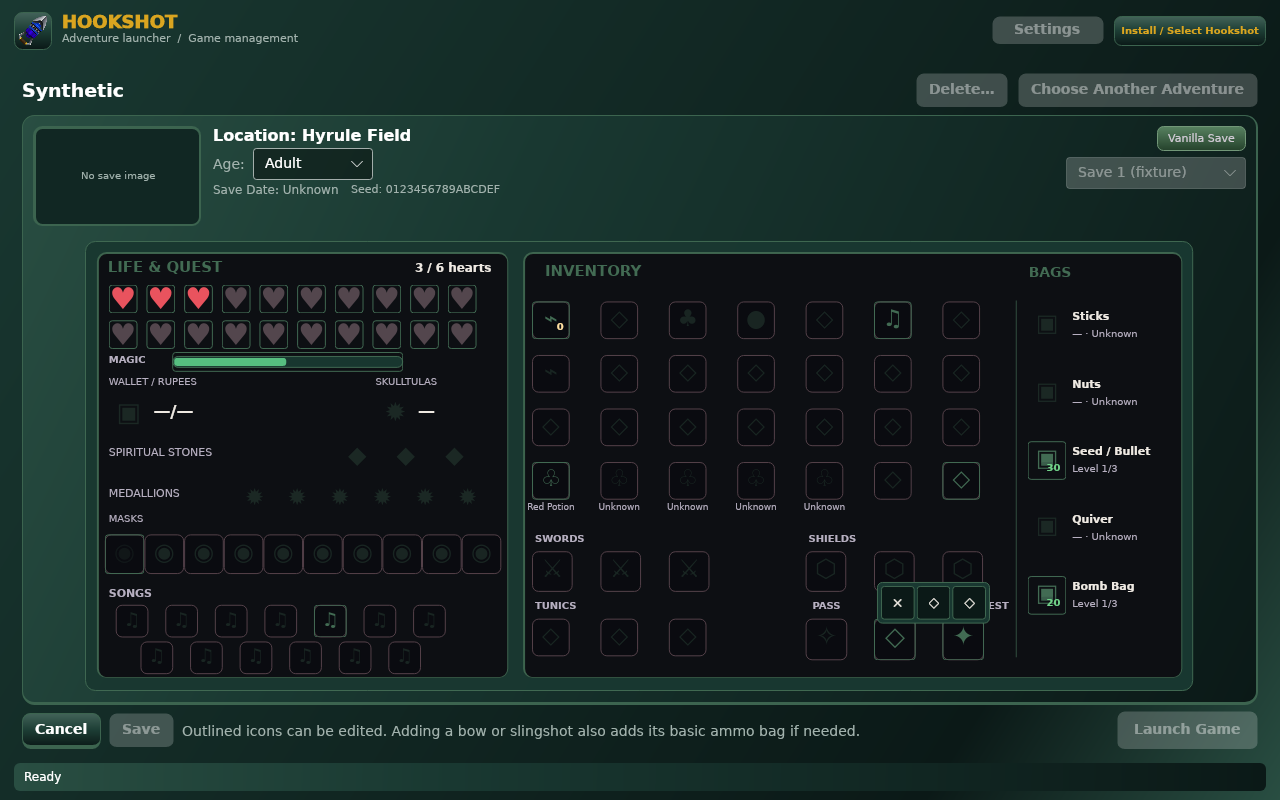 HOOKSHOT
Adventure launcher / Game management
Settings
Install / Select Hookshot
Synthetic
Delete...
Choose Another Adventure
No save image
Location: Hyrule Field
Age:
Adult
Save Date: Unknown
Seed: 0123456789ABCDEF
Vanilla Save
Save 1 (fixture)
LIFE & QUEST
3 / 6 hearts
MAGIC
WALLET / RUPEES
SKULLTULAS
—/—
—
SPIRITUAL STONES
MEDALLIONS
MASKS
SONGS
INVENTORY
0
Red Potion
Unknown
Unknown
Unknown
Unknown
SWORDS
SHIELDS
TUNICS
PASS
EST
BAGS
Sticks
— · Unknown
Nuts
— · Unknown
30
Seed / Bullet
Level 1/3
Quiver
— · Unknown
20
Bomb Bag
Level 1/3
Cancel
Save
Outlined icons can be edited. Adding a bow or slingshot also adds its basic ammo bag if needed.
Launch Game
Ready